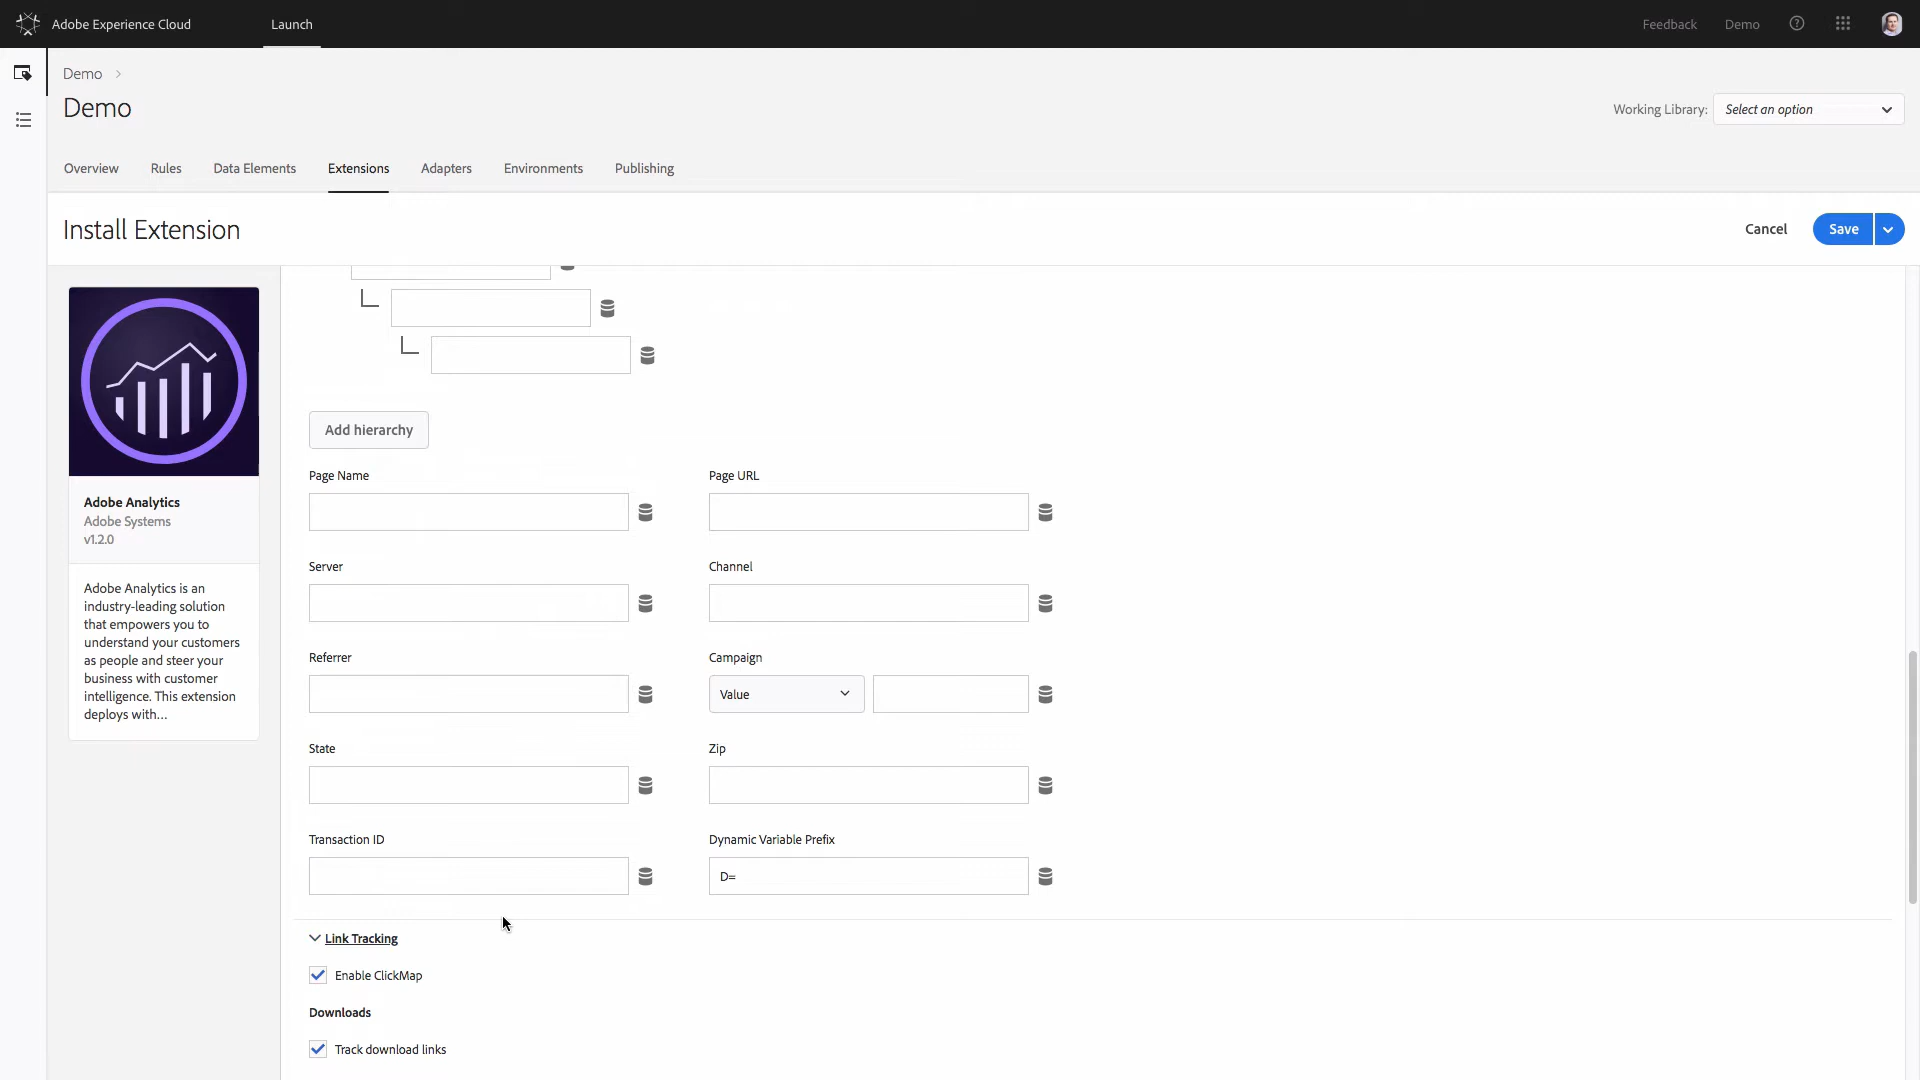 Adobe Experience Cloud
Launch
Feedback
Demo
Demo
Demo
Working Library:
Select an option
Overview
Rules
Data Elements
Extensions
Adapters
Environments
Publishing
Install Extension
Cancel
Save
Adobe Analytics
Adobe Systems
v1.2.0
Adobe Analytics is an
industry-leading solution
that empowers you to
understand your customers
as people and steer your
business with customer
intelligence. This extension
deploys with...
Add hierarchy
Page Name
Page URL
Server
Channel
Referrer
Campaign
Value
State
Zip
Transaction ID
Dynamic Variable Prefix
D=
Link Tracking
Enable ClickMap
Downloads
Track download links